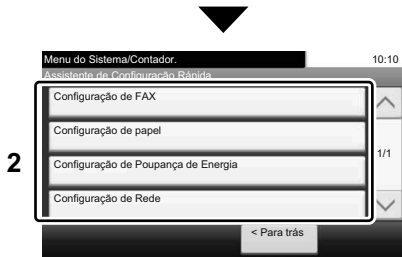 Menu do Sistema/Contador. 10:10
Assistente de Configuração Rápida
Configuração de FAX
Configuração de papel
2
1/1
Configuração de Poupança de Energia
Configuração de Rede
< Para trás